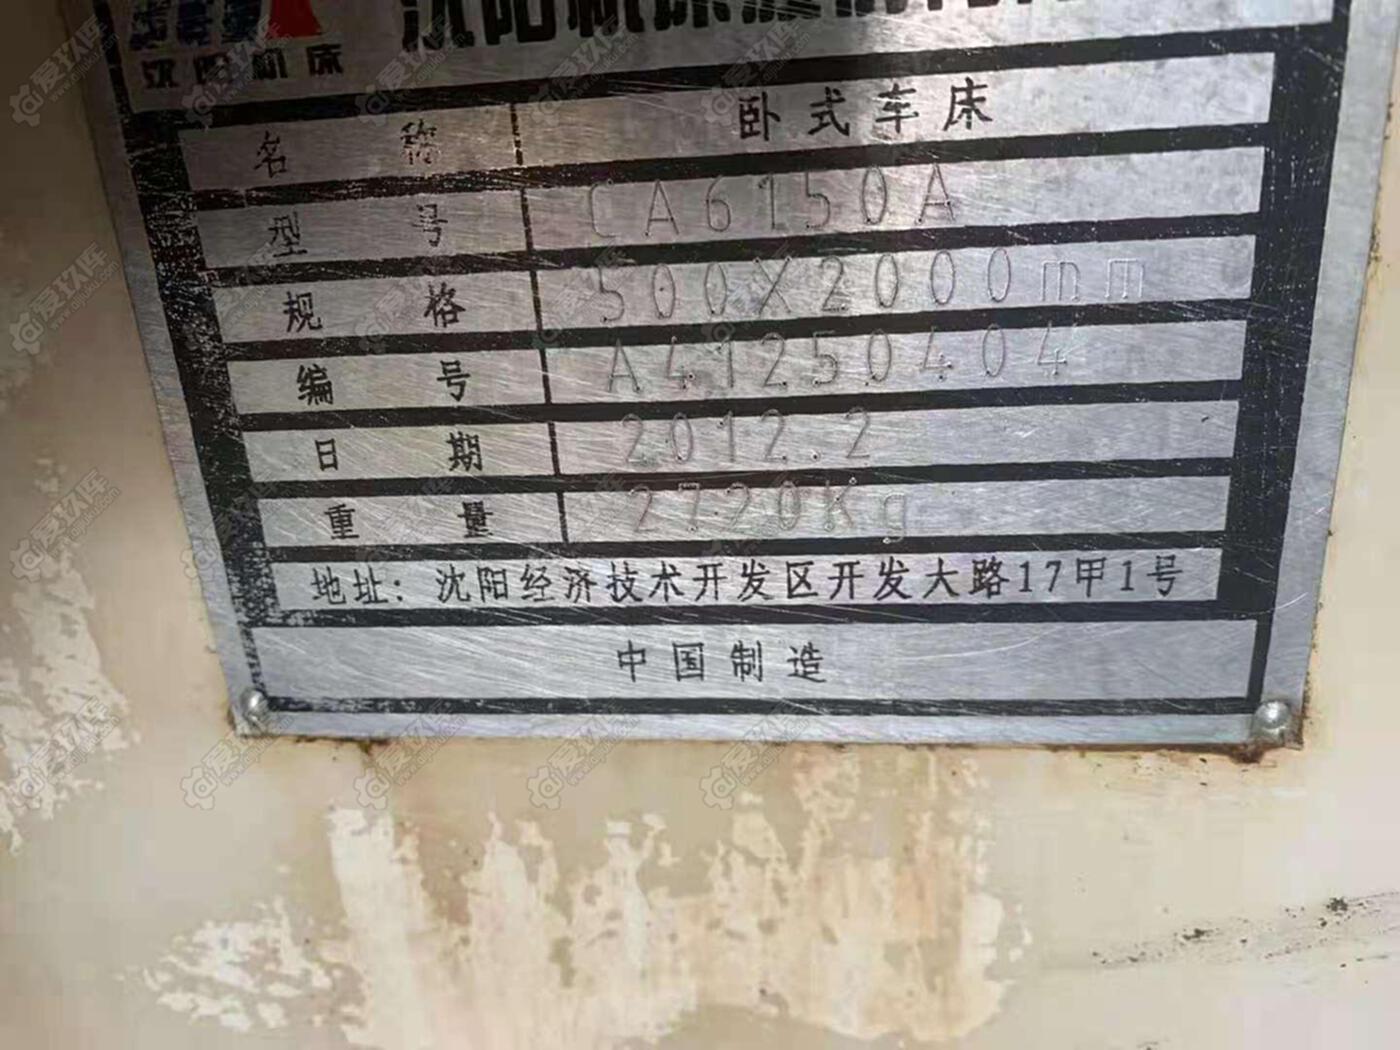 沈阳机床
名称 卧式车床
型号 CA6150A
规格 500X2000mm
编号 A41250404
日期 2012.2
重量 2720Kg
地址：沈阳经济技术开发区开发大路17甲1号
中国制造